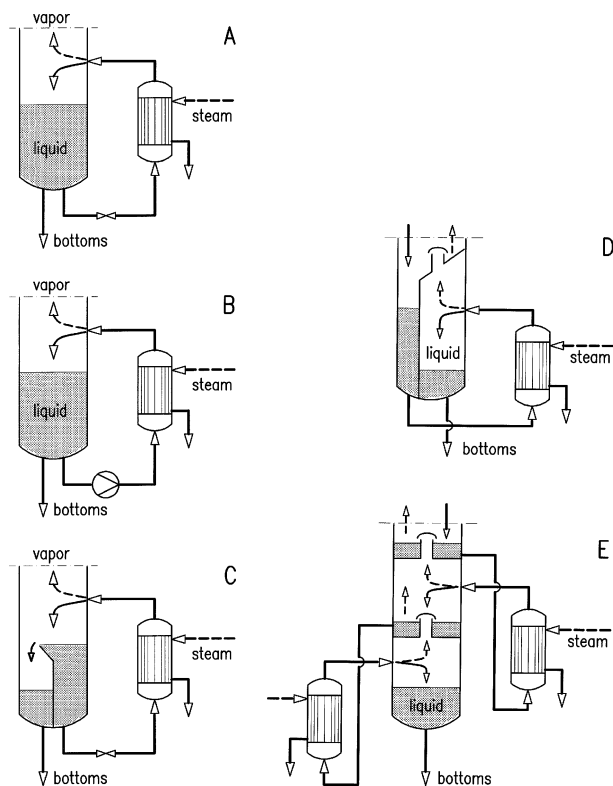 vapor
A
steam
liquid
bottoms
vapor
B
steam
liquid
bottoms
vapor
C
steam
bottoms
D
liquid
steam
bottoms
E
steam
liquid
bottoms